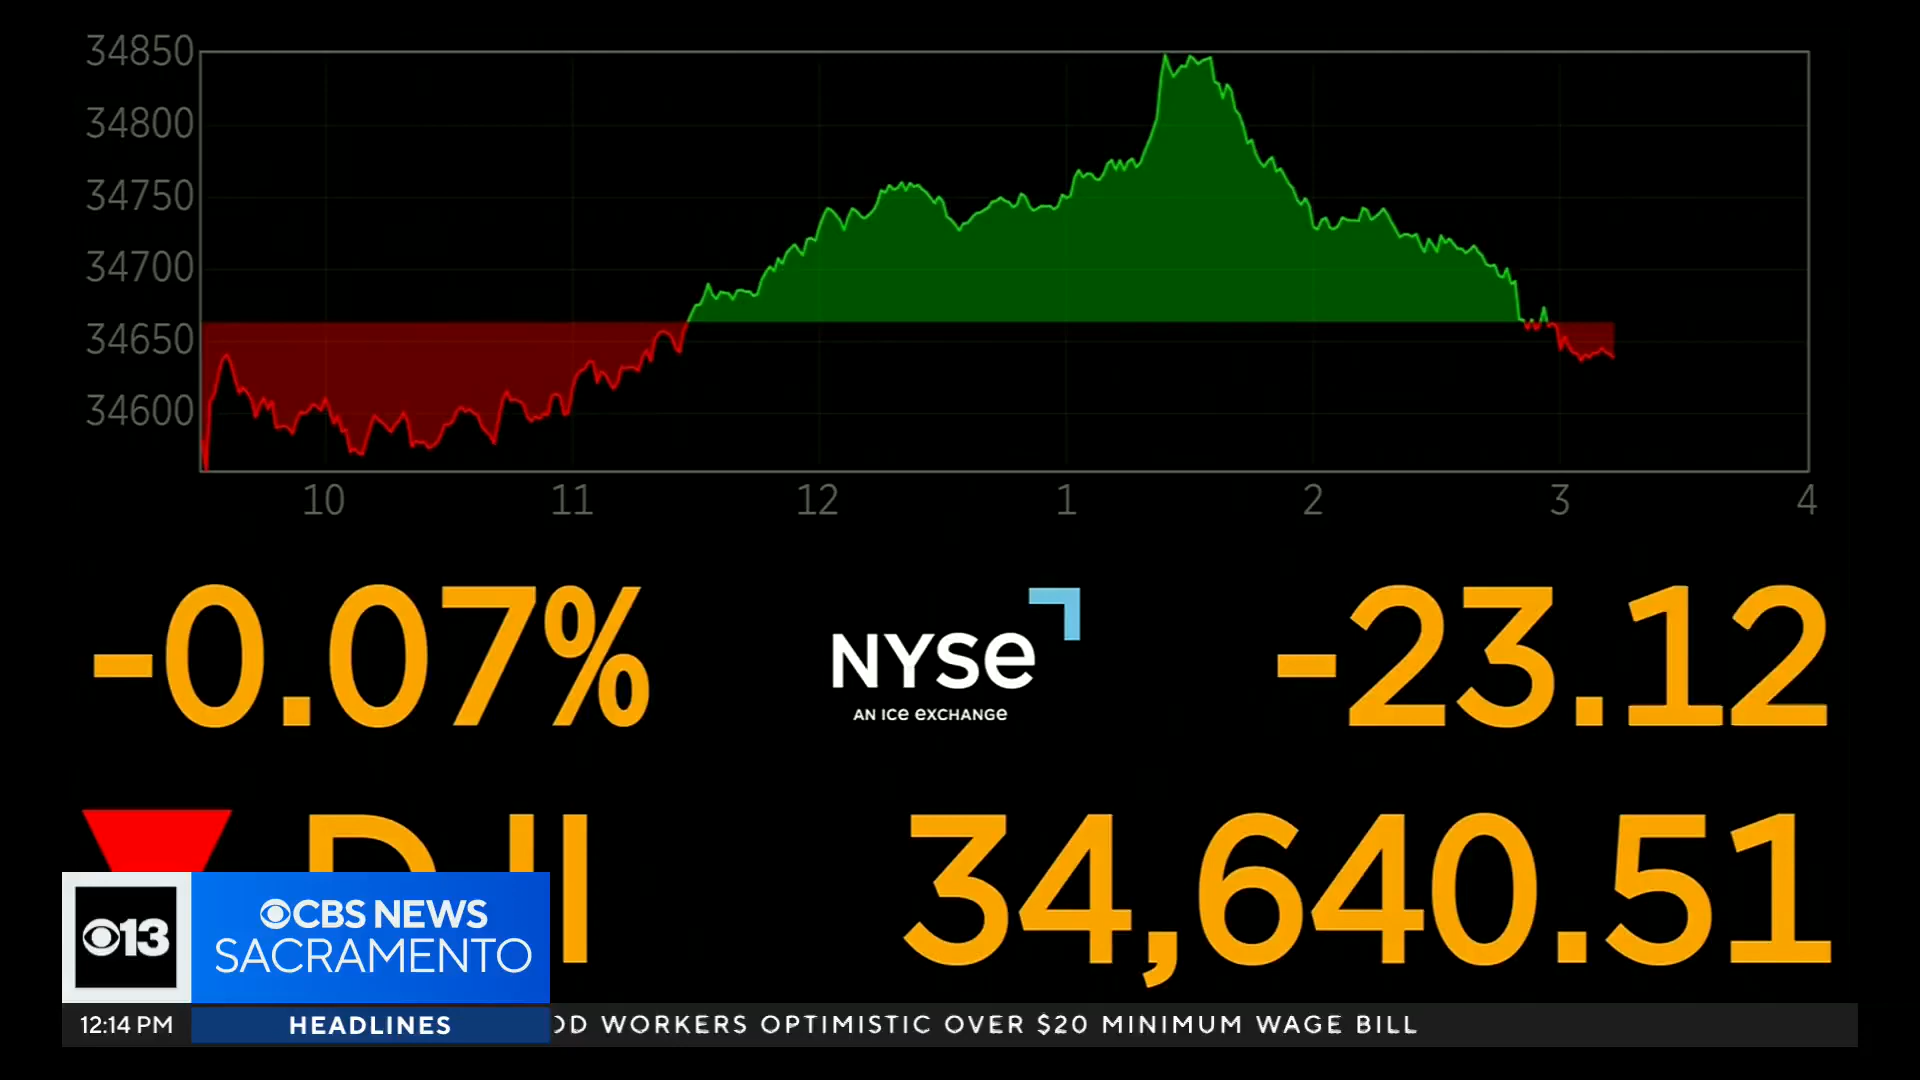 34850
34800
34750
34700
34650
34600
10 11 12 1 2 3 4
-0.07%
NYSE
AN ICE EXCHANGE
-23.12
34,640.51
13
CBS NEWS
SACRAMENTO
12:14 PM
HEADLINES
WORKERS OPTIMISTIC OVER $20 MINIMUM WAGE BILL